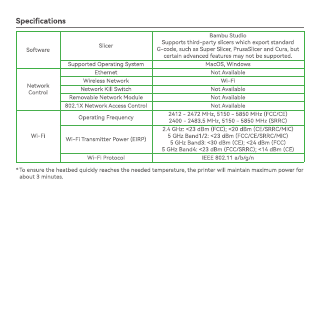 Specifications
Software
Slicer
Bambu Studio
Supports third-party slicers which export standard
G-code, such as Super Slicer, PrusaSlicer and Cura, but
certain advanced features may not be supported.
Supported Operating System
MacOS, Windows
Network
Control
Ethernet
Not Available
Wireless Network
Wi-Fi
Network Kill Switch
Not Available
Removable Network Module
Not Available
802.1X Network Access Control
Not Available
Wi-Fi
Operating Frequency
2412 - 2472 MHz, 5150 - 5850 MHz (FCC/CE)
2400 - 2483.5 MHz, 5150 - 5850 MHz (SRRC)
Wi-Fi Transmitter Power (EIRP)
2.4 GHz: <23 dBm (FCC); <20 dBm (CE/SRRC/MIC)
5 GHz Band1/2: <23 dBm (FCC/CE/SRRC/MIC)
5 GHz Band3: <30 dBm (CE); <24 dBm (FCC)
5 GHz Band4: <23 dBm (FCC/SRRC); <14 dBm (CE)
Wi-Fi Protocol
IEEE 802.11 a/b/g/n
*To ensure the heatbed quickly reaches the needed temperature, the printer will maintain maximum power for
about 3 minutes.